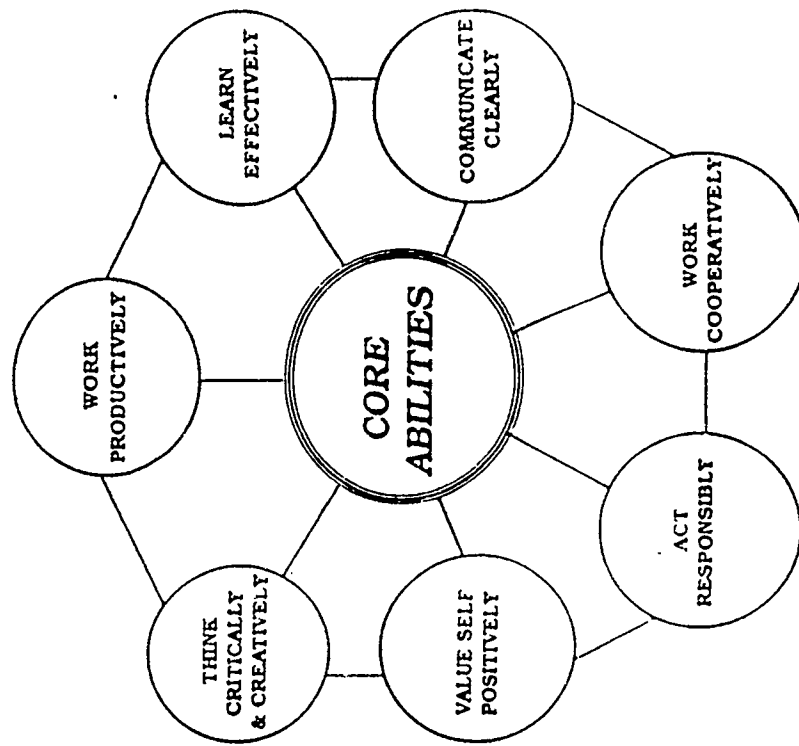 WORK
PRODUCTIVELY
THINK
CRITICALLY
& CREATIVELY
LEARN
EFFECTIVELY
CORE
ABILITIES
VALUE SELF
POSITIVELY
COMMUNICATE
CLEARLY
ACT
RESPONSIBLY
WORK
COOPERATIVELY